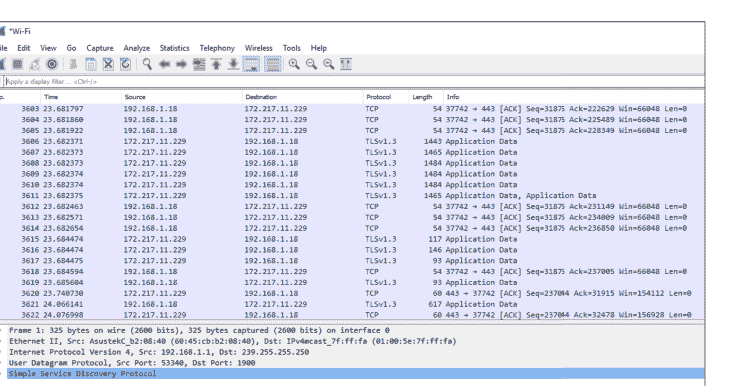 *Wi-Fi
File Edit View Go Capture Analyze Statistics Telephony Wireless Tools Help
Apply a display filter ... <Ctrl-/>
No. Time Source Destination Protocol Length Info
3603 23.681797 192.168.1.18 172.217.11.229 TCP 54 37742 → 443 [ACK] Seq=31875 Ack=222629 Win=66048 Len=0
3604 23.681860 192.168.1.18 172.217.11.229 TCP 54 37742 → 443 [ACK] Seq=31875 Ack=225489 Win=66048 Len=0
3605 23.681922 192.168.1.18 172.217.11.229 TCP 54 37742 → 443 [ACK] Seq=31875 Ack=228349 Win=66048 Len=0
3606 23.682371 172.217.11.229 192.168.1.18 TLSv1.3 1443 Application Data
3607 23.682373 172.217.11.229 192.168.1.18 TLSv1.3 1465 Application Data
3608 23.682373 172.217.11.229 192.168.1.18 TLSv1.3 1484 Application Data
3609 23.682374 172.217.11.229 192.168.1.18 TLSv1.3 1484 Application Data
3610 23.682374 172.217.11.229 192.168.1.18 TLSv1.3 1484 Application Data
3611 23.682375 172.217.11.229 192.168.1.18 TLSv1.3 1465 Application Data, Application Data
3612 23.682463 192.168.1.18 172.217.11.229 TCP 54 37742 → 443 [ACK] Seq=31875 Ack=231149 Win=66048 Len=0
3613 23.682571 192.168.1.18 172.217.11.229 TCP 54 37742 → 443 [ACK] Seq=31875 Ack=234009 Win=66048 Len=0
3614 23.682654 192.168.1.18 172.217.11.229 TCP 54 37742 → 443 [ACK] Seq=31875 Ack=236850 Win=66048 Len=0
3615 23.684474 172.217.11.229 192.168.1.18 TLSv1.3 117 Application Data
3616 23.684474 172.217.11.229 192.168.1.18 TLSv1.3 146 Application Data
3617 23.684475 172.217.11.229 192.168.1.18 TLSv1.3 93 Application Data
3618 23.684594 192.168.1.18 172.217.11.229 TCP 54 37742 → 443 [ACK] Seq=31875 Ack=237005 Win=66048 Len=0
3619 23.685604 192.168.1.18 172.217.11.229 TLSv1.3 93 Application Data
3620 23.740730 172.217.11.229 192.168.1.18 TCP 60 443 → 37742 [ACK] Seq=237044 Ack=31915 Win=154112 Len=0
3621 24.066141 192.168.1.18 172.217.11.229 TLSv1.3 617 Application Data
3622 24.076998 172.217.11.229 192.168.1.18 TCP 60 443 → 37742 [ACK] Seq=237044 Ack=32478 Win=156928 Len=0
Frame 1: 325 bytes on wire (2600 bits), 325 bytes captured (2600 bits) on interface 0
Ethernet II, Src: AsustekC_b2:08:40 (60:45:cb:b2:08:40), Dst: IPv4mcast_7f:ff:fa (01:00:5e:7f:ff:fa)
Internet Protocol Version 4, Src: 192.168.1.1, Dst: 239.255.255.250
User Datagram Protocol, Src Port: 53340, Dst Port: 1900
Simple Service Discovery Protocol